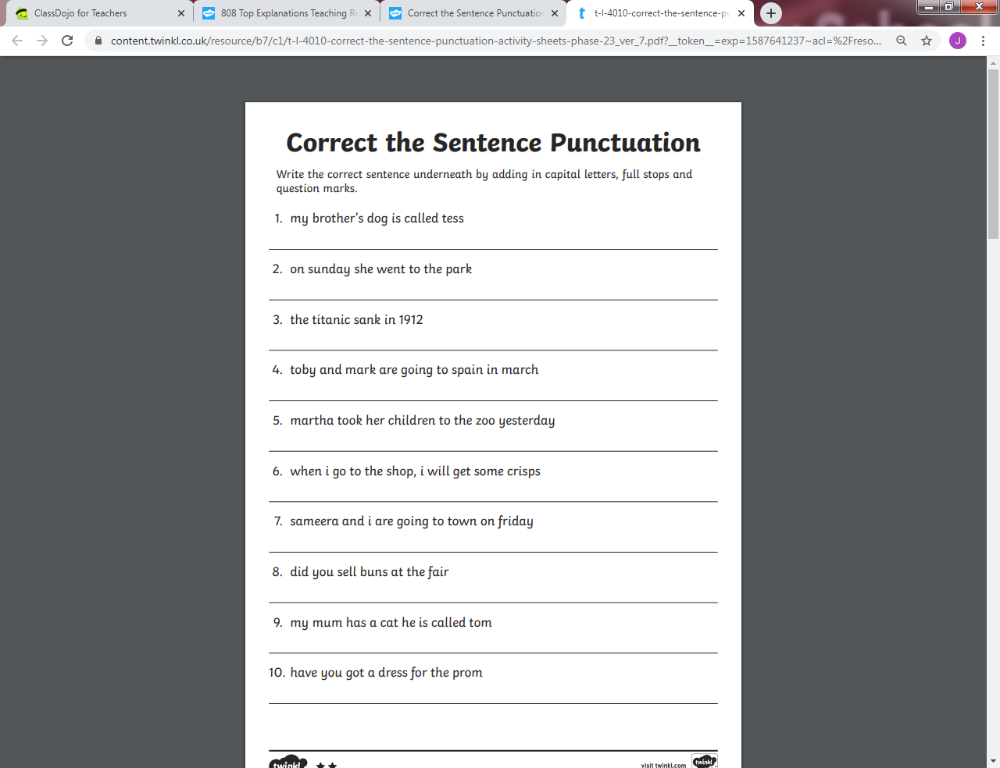 ClassDojo for Teachers
808 Top Explanations Teaching Re
Correct the Sentence Punctuation
t-l-4010-correct-the-sentence-pu
content.twinkl.co.uk/resource/b7/c1/t-l-4010-correct-the-sentence-punctuation-activity-sheets-phase-23_ver_7.pdf?__token__=exp=1587641237~acl=%2Freso...
J
Correct the Sentence Punctuation
Write the correct sentence underneath by adding in capital letters, full stops and
question marks.
1. my brother's dog is called tess
2. on sunday she went to the park
3. the titanic sank in 1912
4. toby and mark are going to spain in march
5. martha took her children to the zoo yesterday
6. when i go to the shop, i will get some crisps
7. sameera and i are going to town on friday
8. did you sell buns at the fair
9. my mum has a cat he is called tom
10. have you got a dress for the prom
twinkl
visit twinkl.com
twinkl